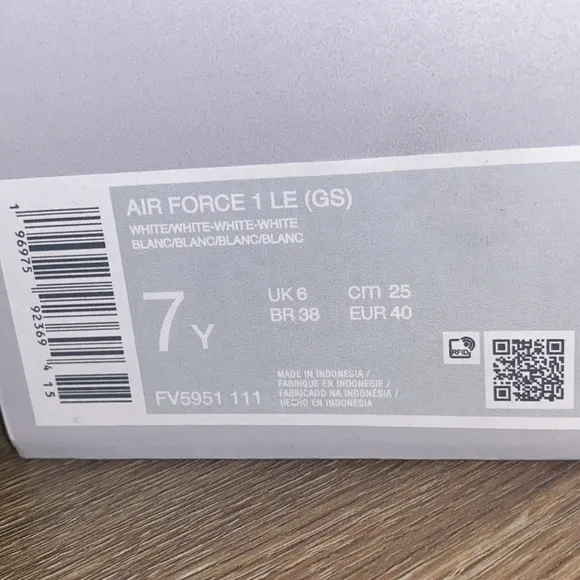 AIR FORCE 1 LE (GS)
WHITE/WHITE-WHITE-WHITE
BLANC/BLANC/BLANC/BLANC
7 Y
UK 6 cm 25
BR 38 EUR 40
FV5951 111
MADE IN INDONESIA /
FABRIQUE EN INDONESIE /
FABRICADO NA INDONÉSIA /
HECHO EN INDONESIA
RFID
1 96975 92369 4 15